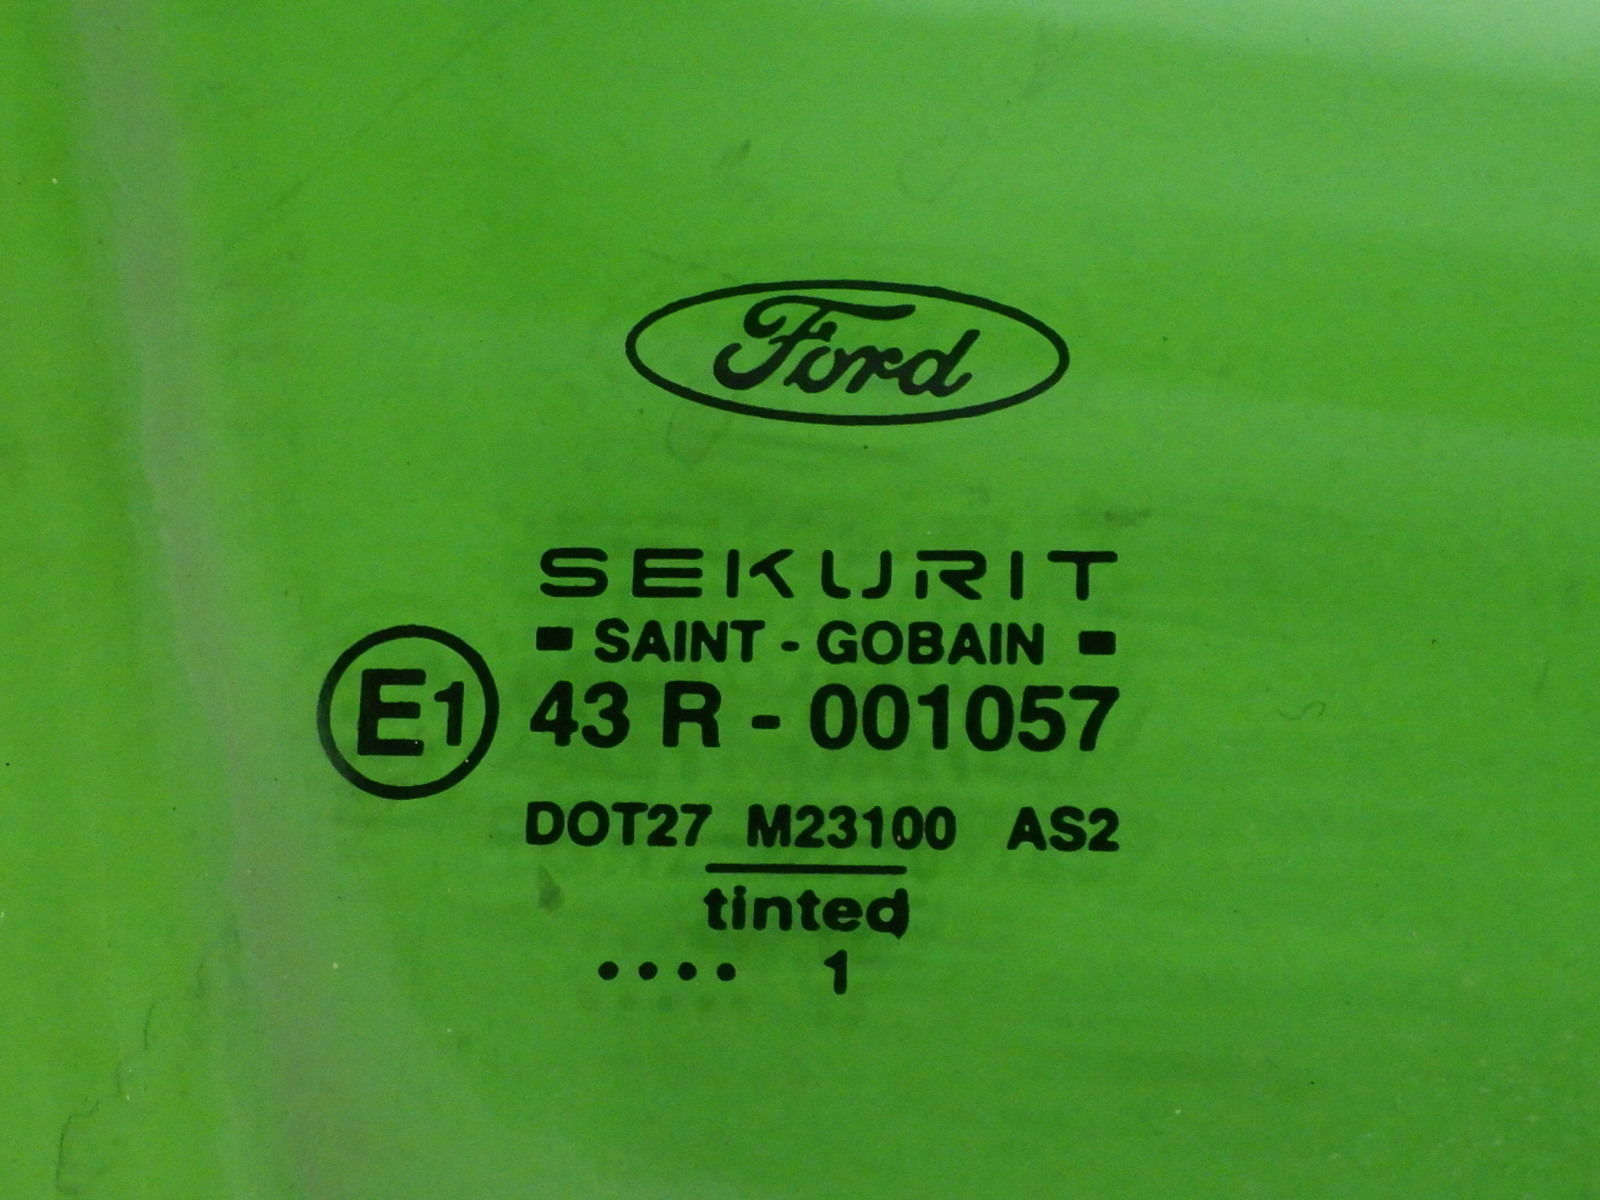 Ford
SEKURIT
SAINT - GOBAIN
E1 43 R - 001057
DOT27 M23100 AS2
tinted
.... 1